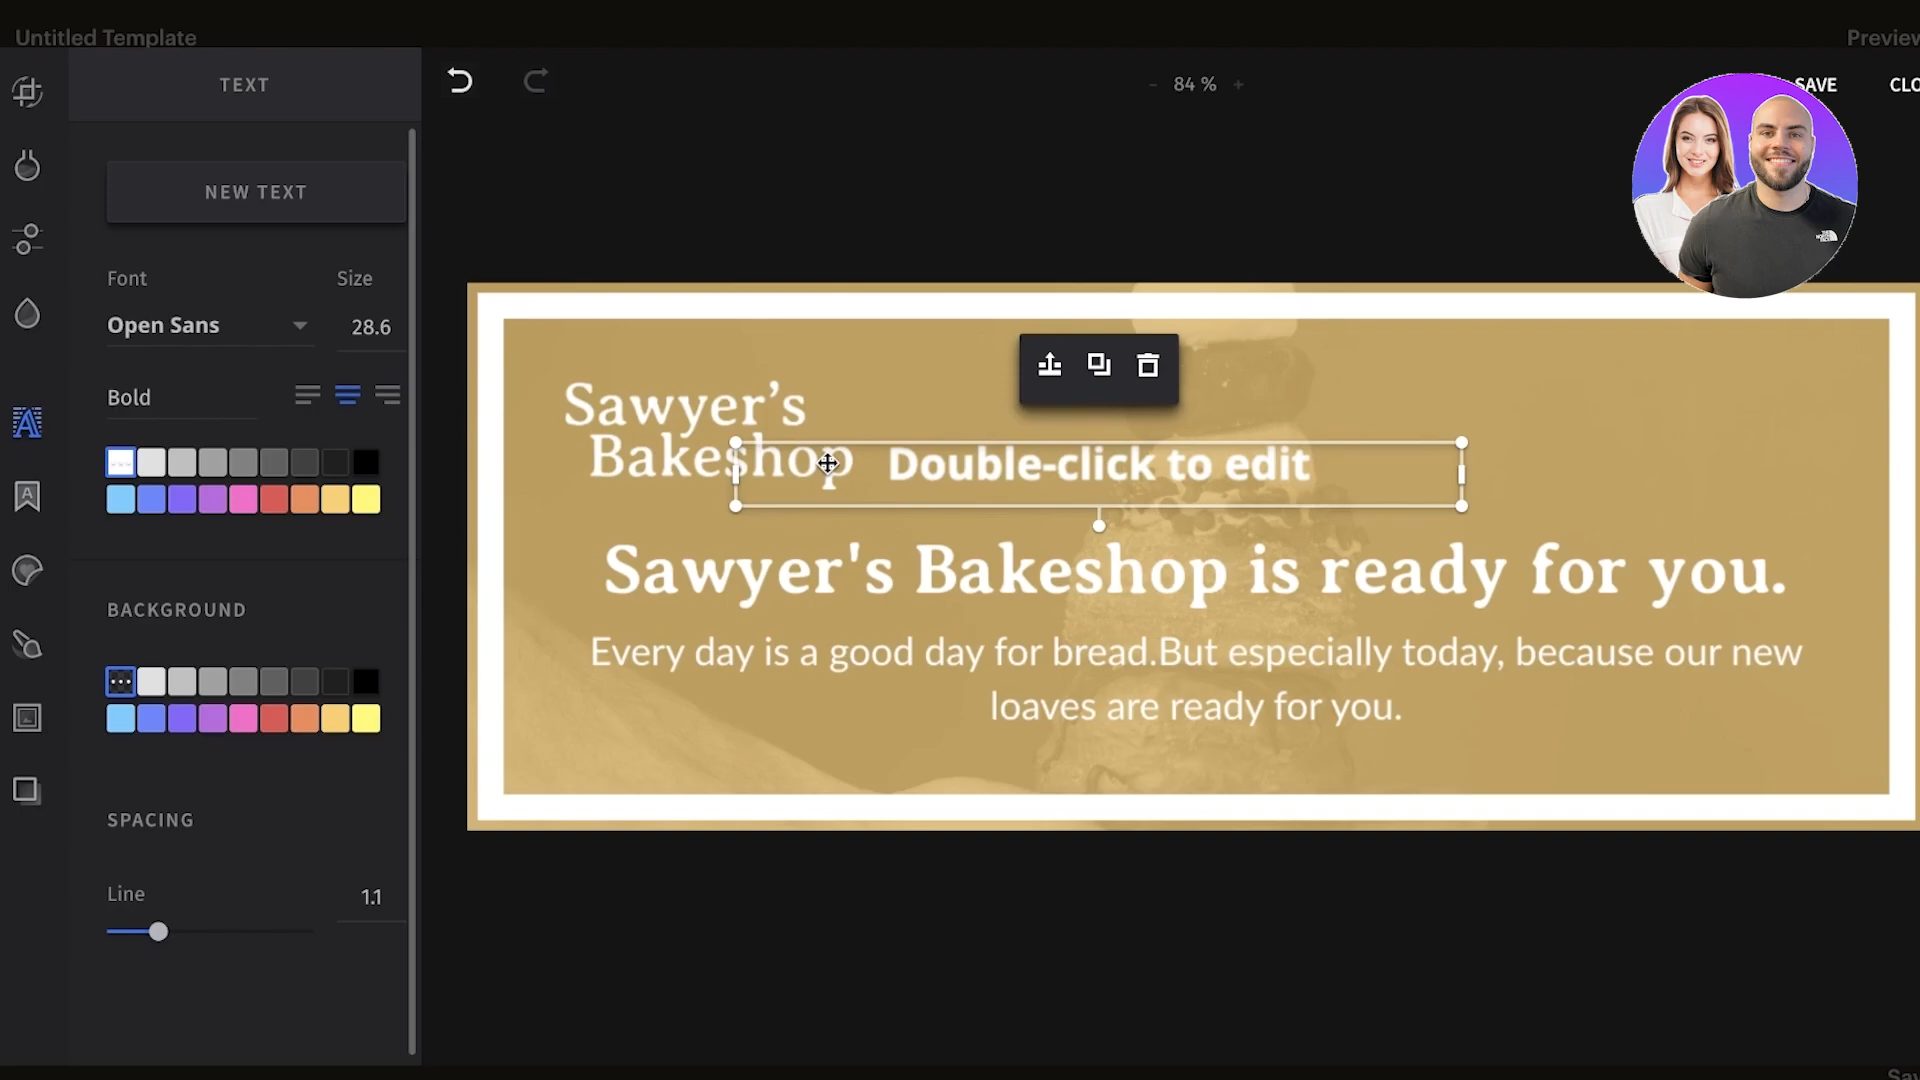 Untitled Template
Preview
TEXT
84 %
SAVE
CLO
NEW TEXT
Font
Size
Open Sans
28.6
Bold
BACKGROUND
SPACING
Line
1.1
Sawyer’s
Bakeshop
Double-click to edit
Sawyer's Bakeshop is ready for you.
Every day is a good day for bread.But especially today, because our new
loaves are ready for you.
Sav